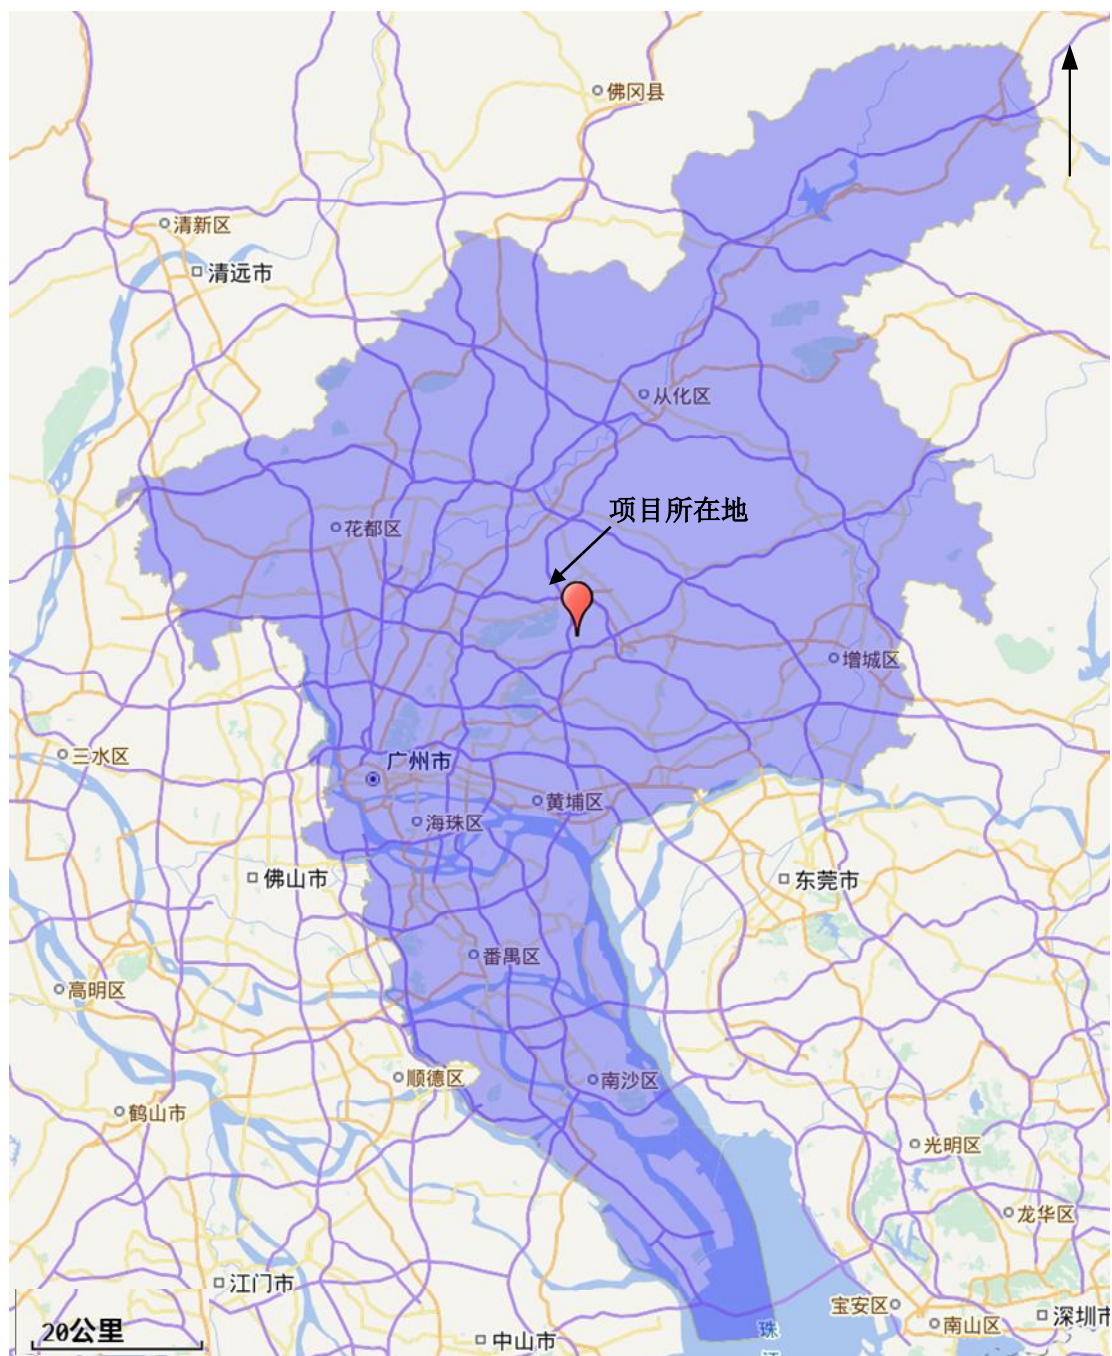 佛冈县
清新区
清远市
从化区
项目所在地
花都区
增城区
三水区
广州市
黄埔区
海珠区
佛山市
东莞市
番禺区
高明区
顺德区
南沙区
鹤山市
光明区
龙华区
江门市
宝安区
深圳市
南山区
20公里
中山市
珠